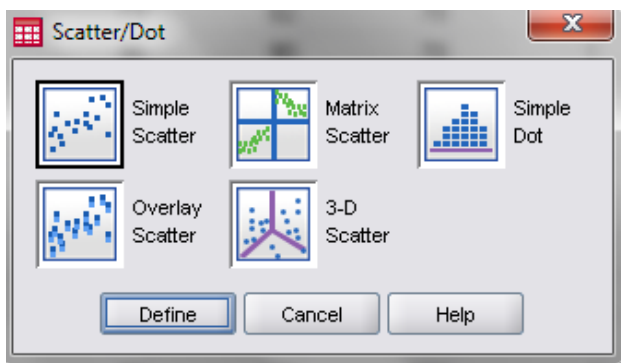 Scatter/Dot
Simple
Scatter
Matrix
Scatter
Simple
Dot
Overlay
Scatter
3-D
Scatter
Define
Cancel
Help